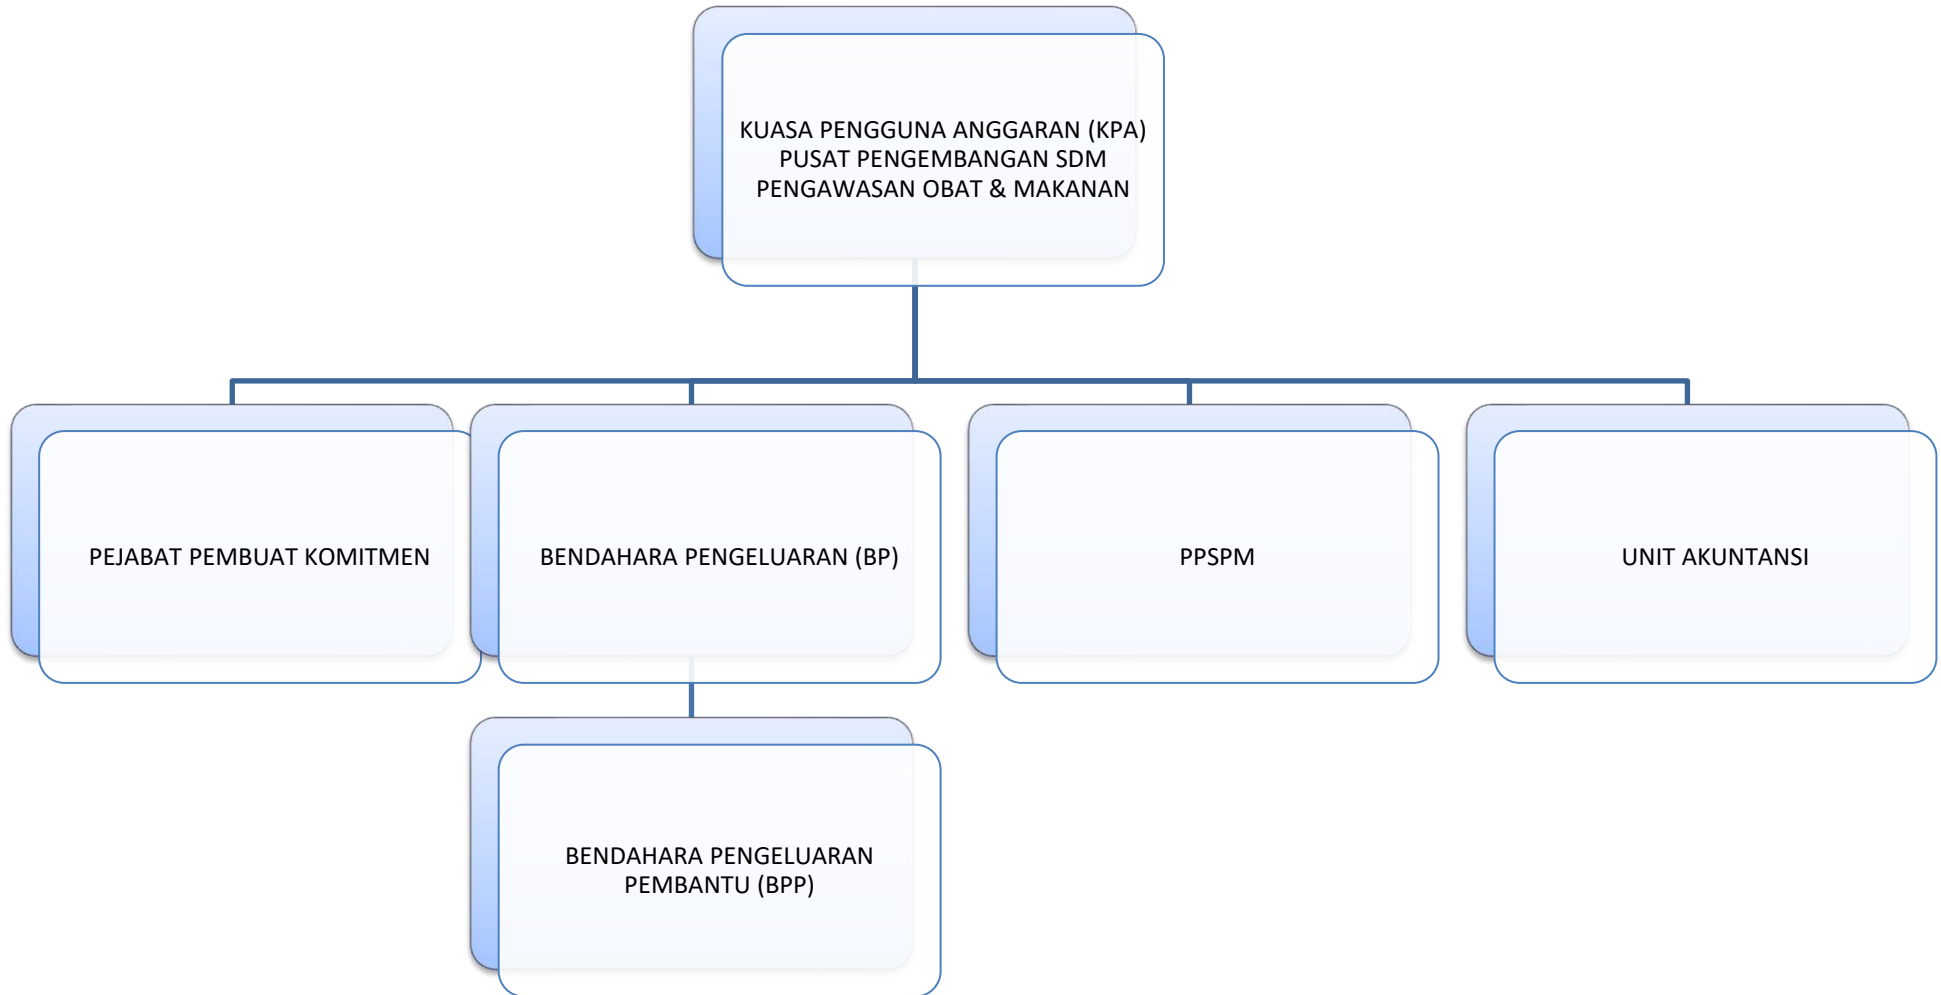 KUASA PENGGUNA ANGGARAN (KPA)
PUSAT PENGEMBANGAN SDM
PENGAWASAN OBAT & MAKANAN
PEJABAT PEMBUAT KOMITMEN
BENDAHARA PENGELUARAN (BP)
PPSPM
UNIT AKUNTANSI
BENDAHARA PENGELUARAN
PEMBANTU (BPP)